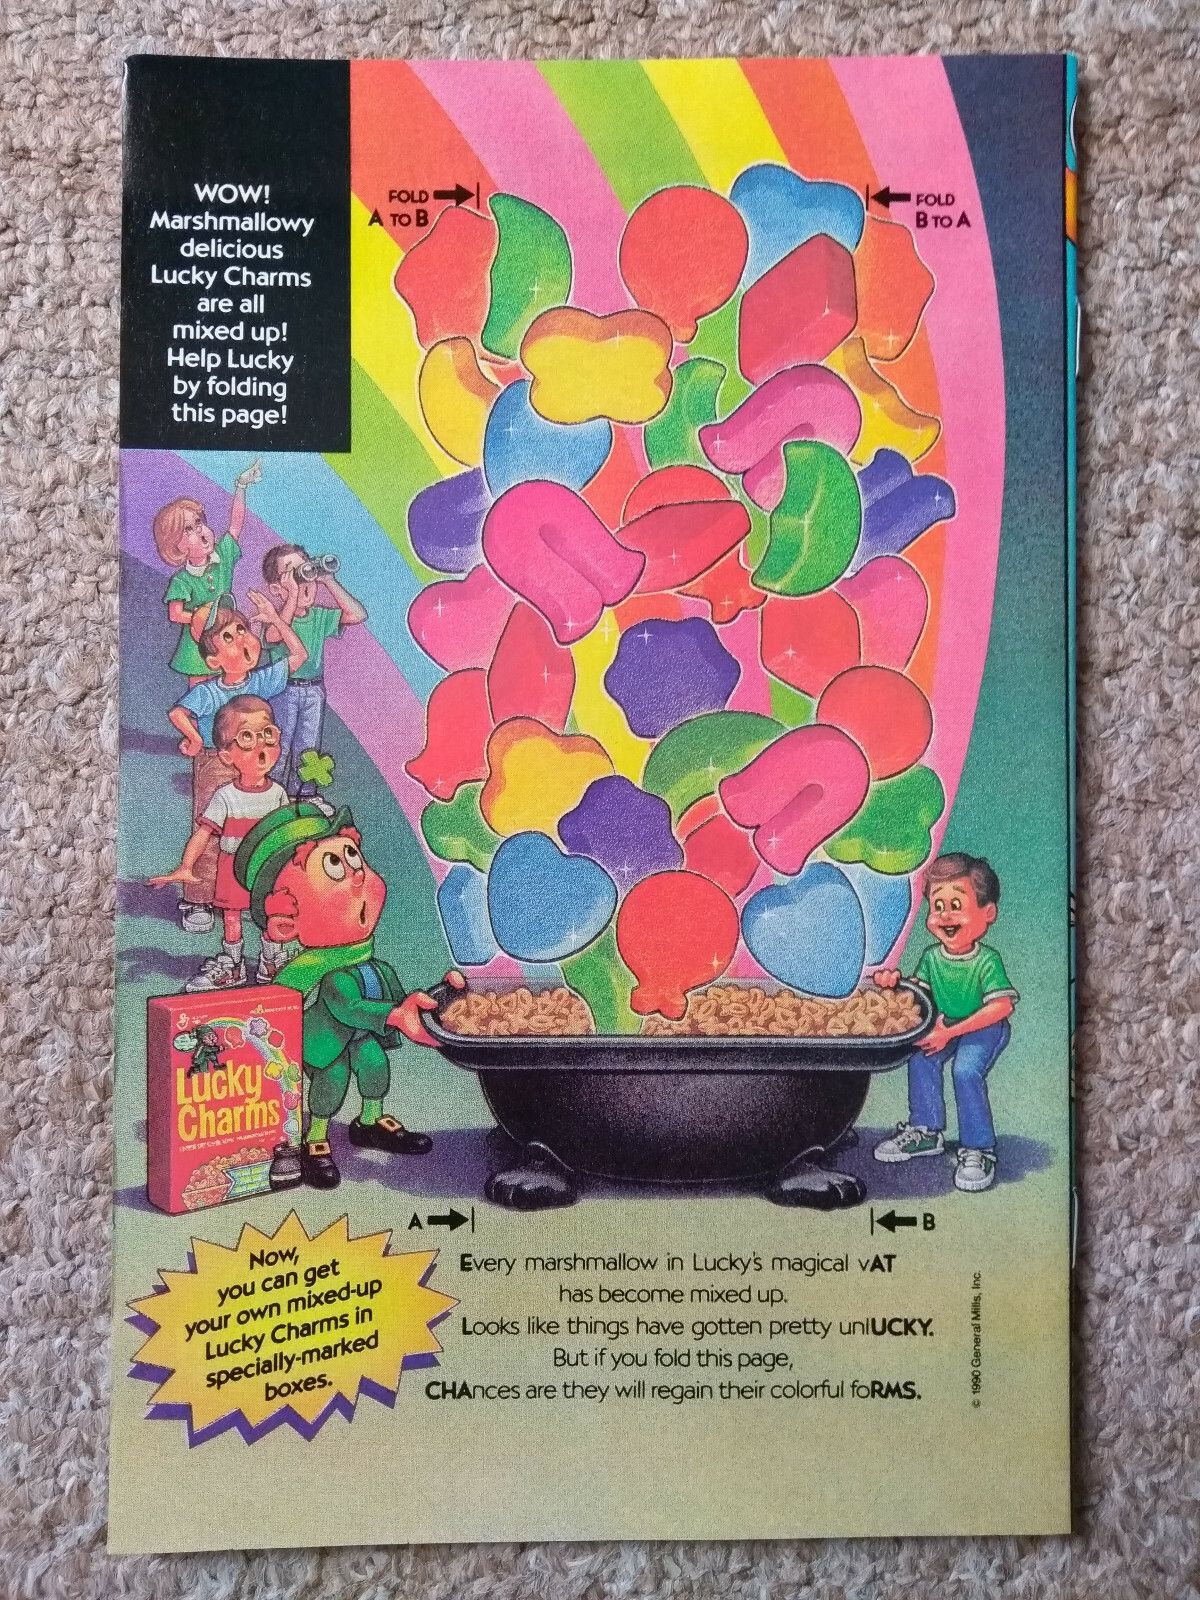 WOW!
Marshmallowy
delicious
Lucky Charms
are all
mixed up!
Help Lucky
by folding
this page!
FOLD
A TO B
FOLD
B TO A
Lucky
Charms
A
B
Now,
you can get
your own mixed-up
Lucky Charms in
specially-marked
boxes.
Every marshmallow in Lucky's magical vAT
has become mixed up.
Looks like things have gotten pretty unlUCKY.
But if you fold this page,
CHAnces are they will regain their colorful foRMS.
© 1990 General Mills, Inc.